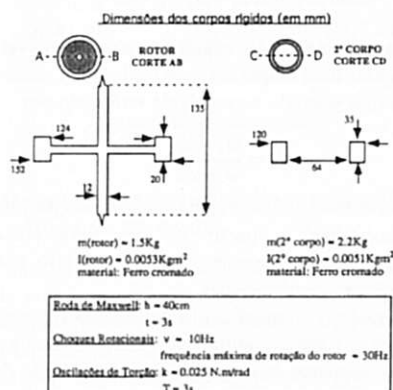 Dimensões dos corpos rígidos (em mm)
A B ROTOR
CORTE AB
C D 2º CORPO
CORTE CD
124
135
152
12
20
120
35
64
m(rotor) = 1.5Kg
I(rotor) = 0.0053Kgm²
material: Ferro cromado
m(2º corpo) = 2.2Kg
I(2º corpo) = 0.0051Kgm²
material: Ferro cromado
Roda de Maxwell: h = 40cm
t = 3s
Choques Rotacionais: v = 10Hz
frequência máxima de rotação do rotor = 30Hz
Oscilações de Torção: k = 0.025 N.m/rad
T = 3s